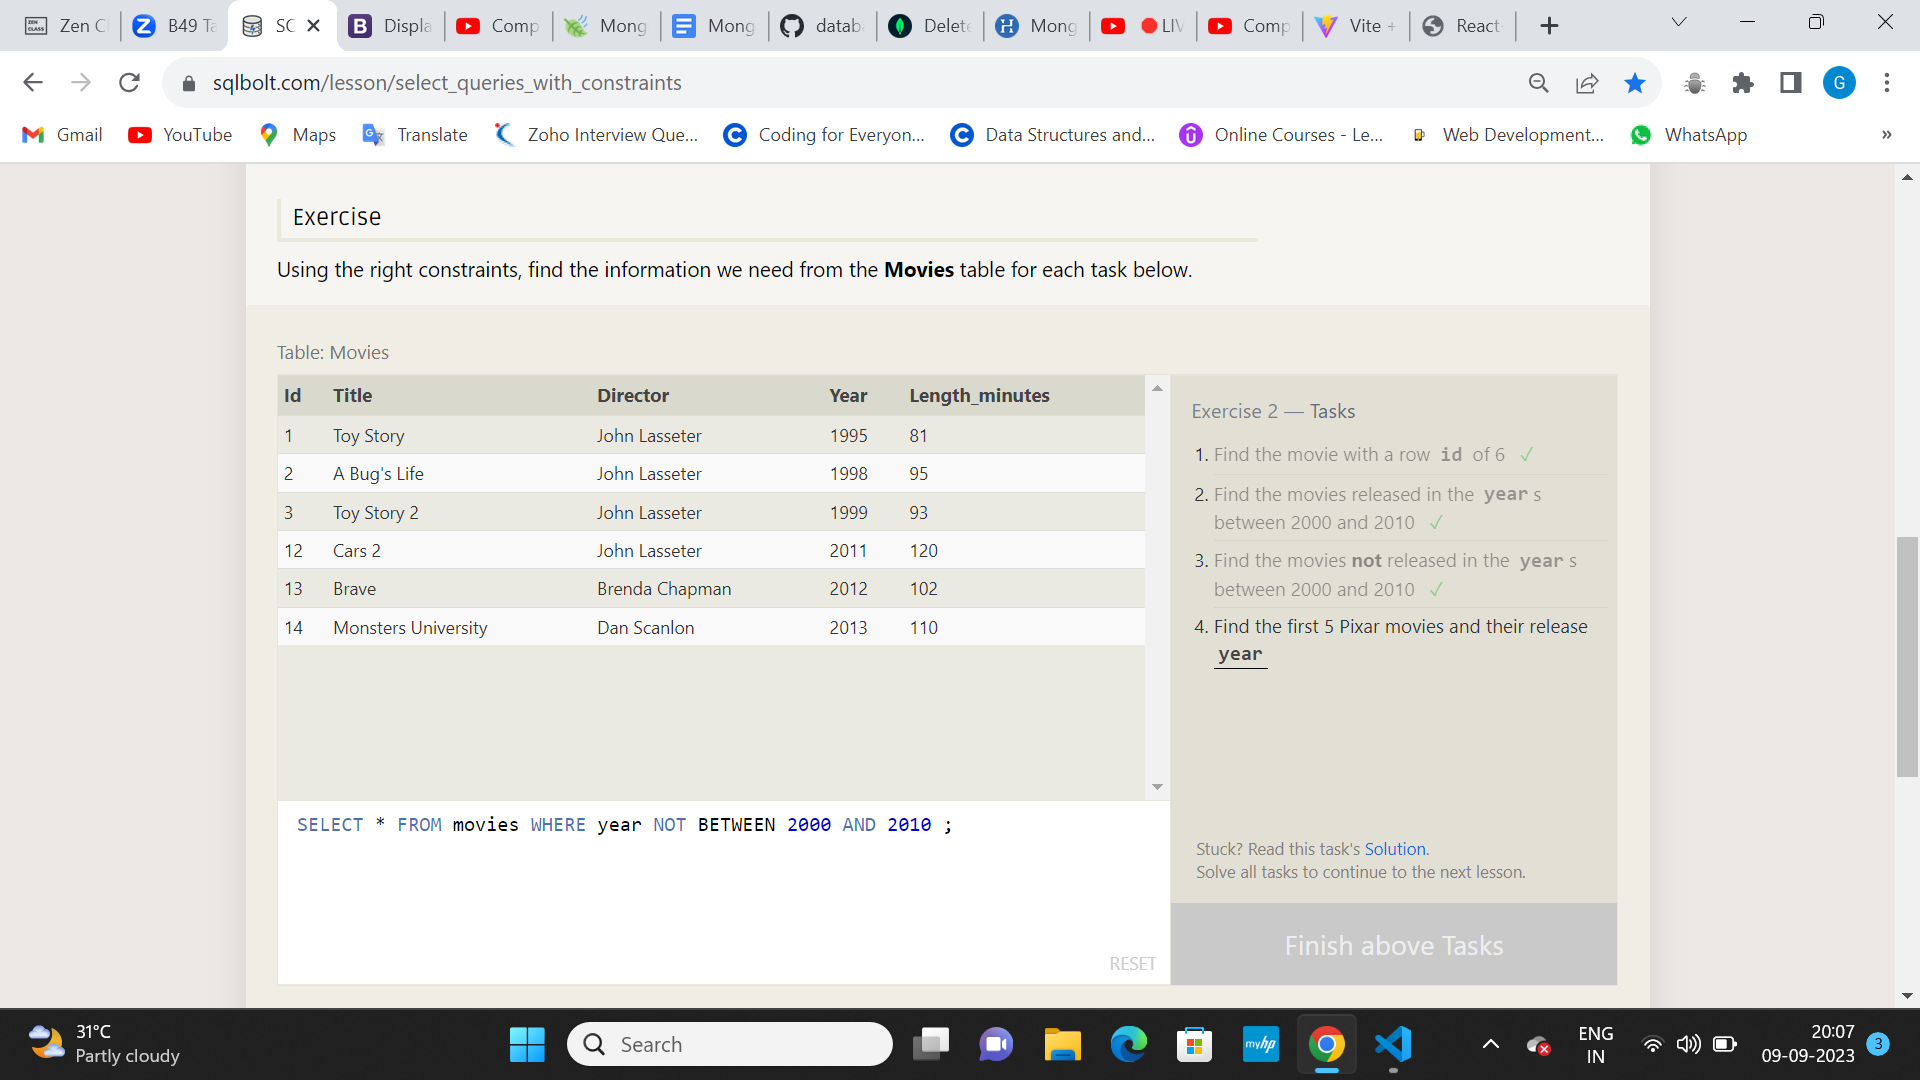 Zen Cl
B49 Ta
SC
Displa
Comp
Mong
Mong
datab
Delete
Mong
LIV
Comp
Vite +
React
sqlbolt.com/lesson/select_queries_with_constraints
G
Gmail
YouTube
Maps
Translate
Zoho Interview Que...
Coding for Everyon...
Data Structures and...
Online Courses - Le...
Web Development...
WhatsApp
»
Exercise
Using the right constraints, find the information we need from the Movies table for each task below.
Table: Movies
Id Title Director Year Length_minutes
1 Toy Story John Lasseter 1995 81
2 A Bug's Life John Lasseter 1998 95
3 Toy Story 2 John Lasseter 1999 93
12 Cars 2 John Lasseter 2011 120
13 Brave Brenda Chapman 2012 102
14 Monsters University Dan Scanlon 2013 110
SELECT * FROM movies WHERE year NOT BETWEEN 2000 AND 2010 ;
RESET
Exercise 2 — Tasks
1. Find the movie with a row id of 6 ✓
2. Find the movies released in the year s
between 2000 and 2010 ✓
3. Find the movies not released in the year s
between 2000 and 2010 ✓
4. Find the first 5 Pixar movies and their release
year
Stuck? Read this task's Solution.
Solve all tasks to continue to the next lesson.
Finish above Tasks
31°C
Partly cloudy
Search
myhp
ENG
IN
20:07
09-09-2023
3